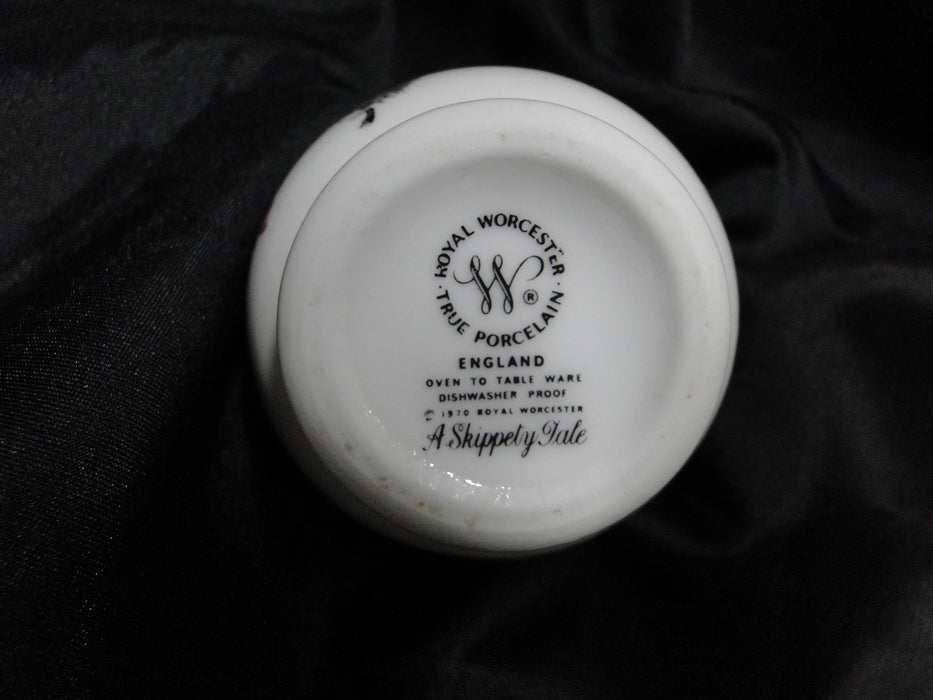 ROYAL WORCESTER
W ®
· TRUE PORCELAIN ·
ENGLAND
OVEN TO TABLE WARE
DISHWASHER PROOF
© 1970 ROYAL WORCESTER
A Skippety Tale